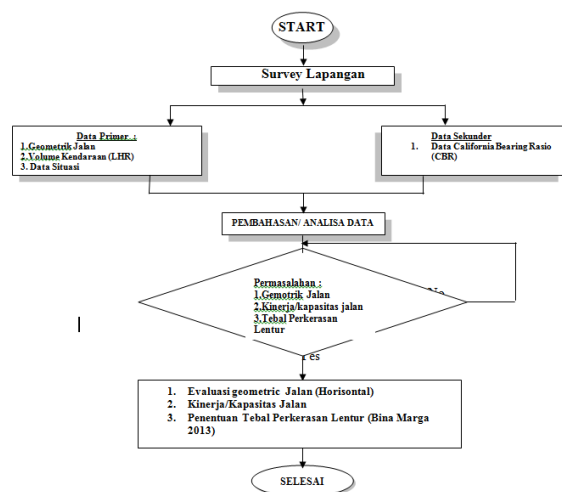 START
Survey Lapangan
Data Primer :
1.Geometrik Jalan
2.Volume Kendaraan (LHR)
3. Data Situasi
Data Sekunder
1. Data California Bearing Rasio
(CBR)
PEMBAHASAN/ ANALISA DATA
Permasalahan :
1.Gemotrik Jalan
2.Kinerja/kapasitas jalan
3.Tebal Perkerasan
Lentur
1. Evaluasi geometric Jalan (Horisontal)
2. Kinerja/Kapasitas Jalan
3. Penentuan Tebal Perkerasan Lentur (Bina Marga
2013)
SELESAI